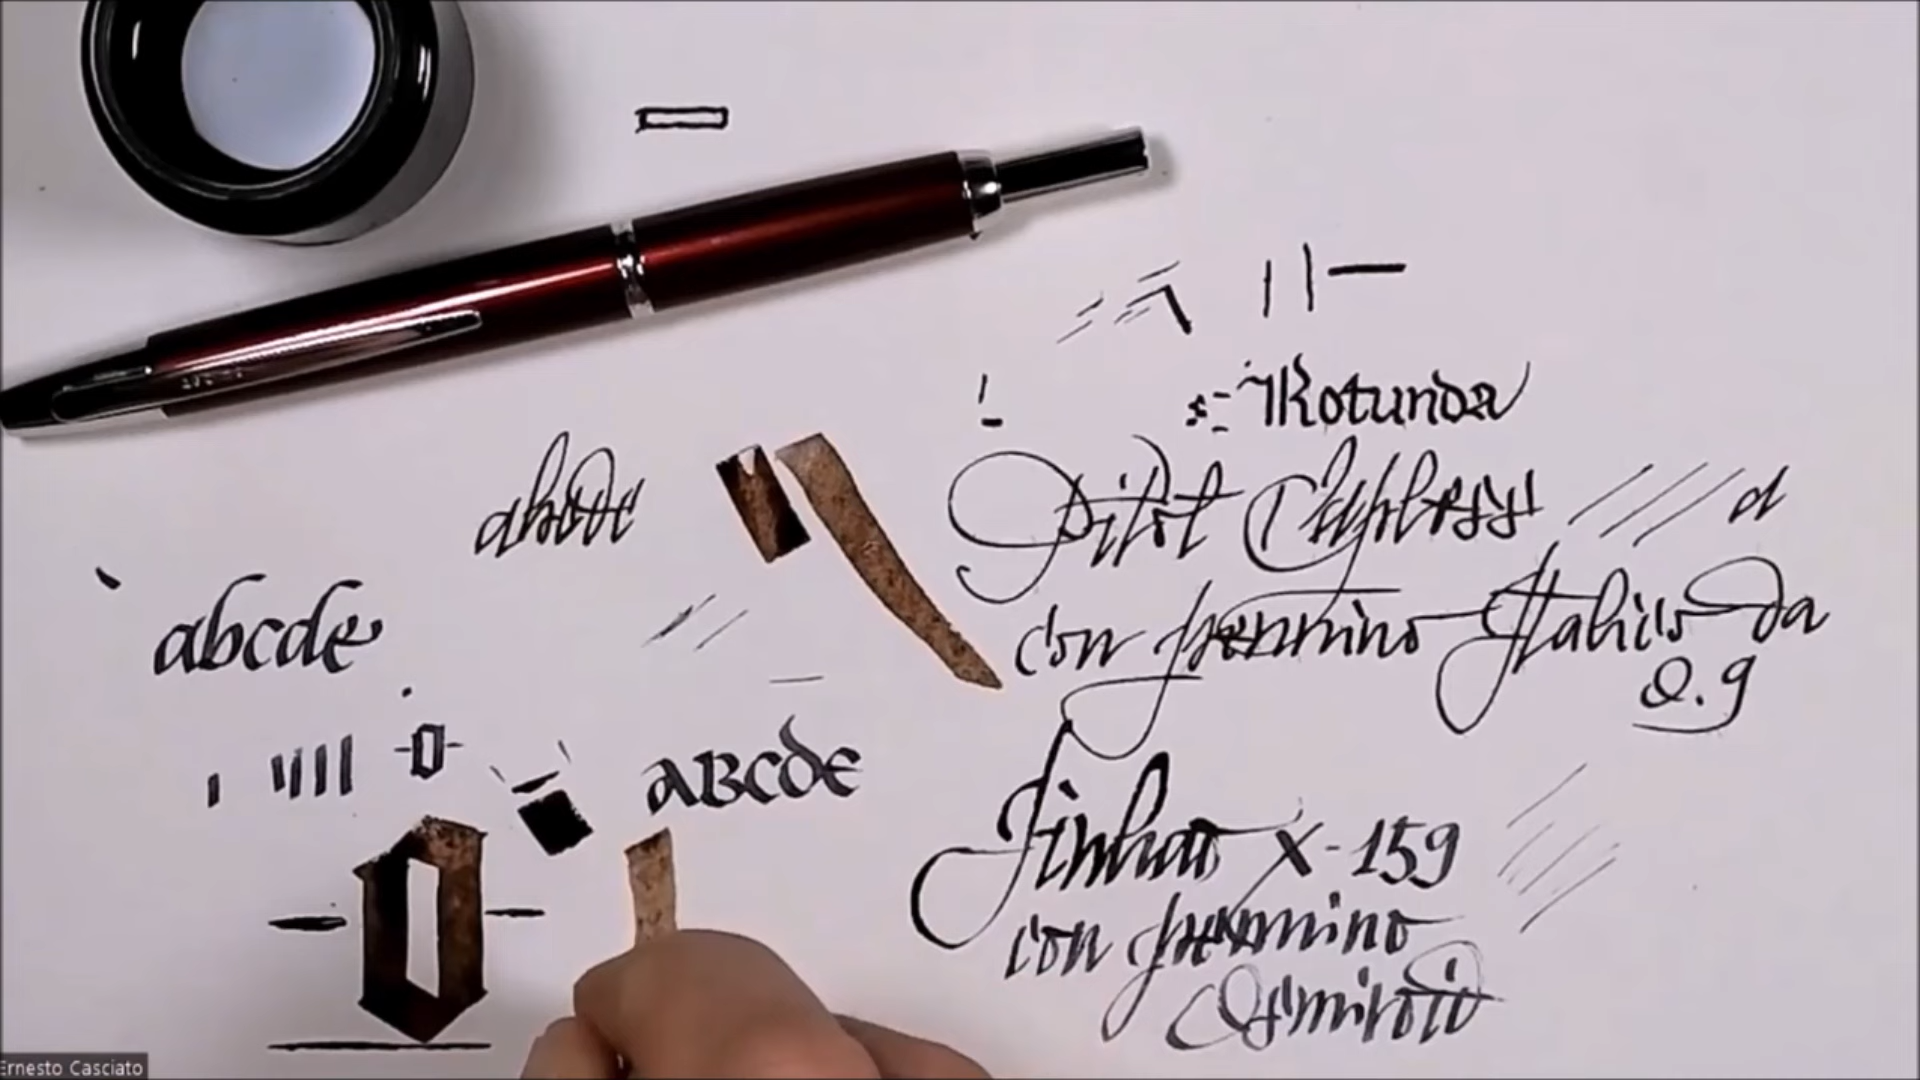 Rotunda
abcde
Pilot Capless
d
con pennino Italico da
0.9
abcde
O
abcde
Jinhao X-159
con pennino
O
Ernesto Casciato